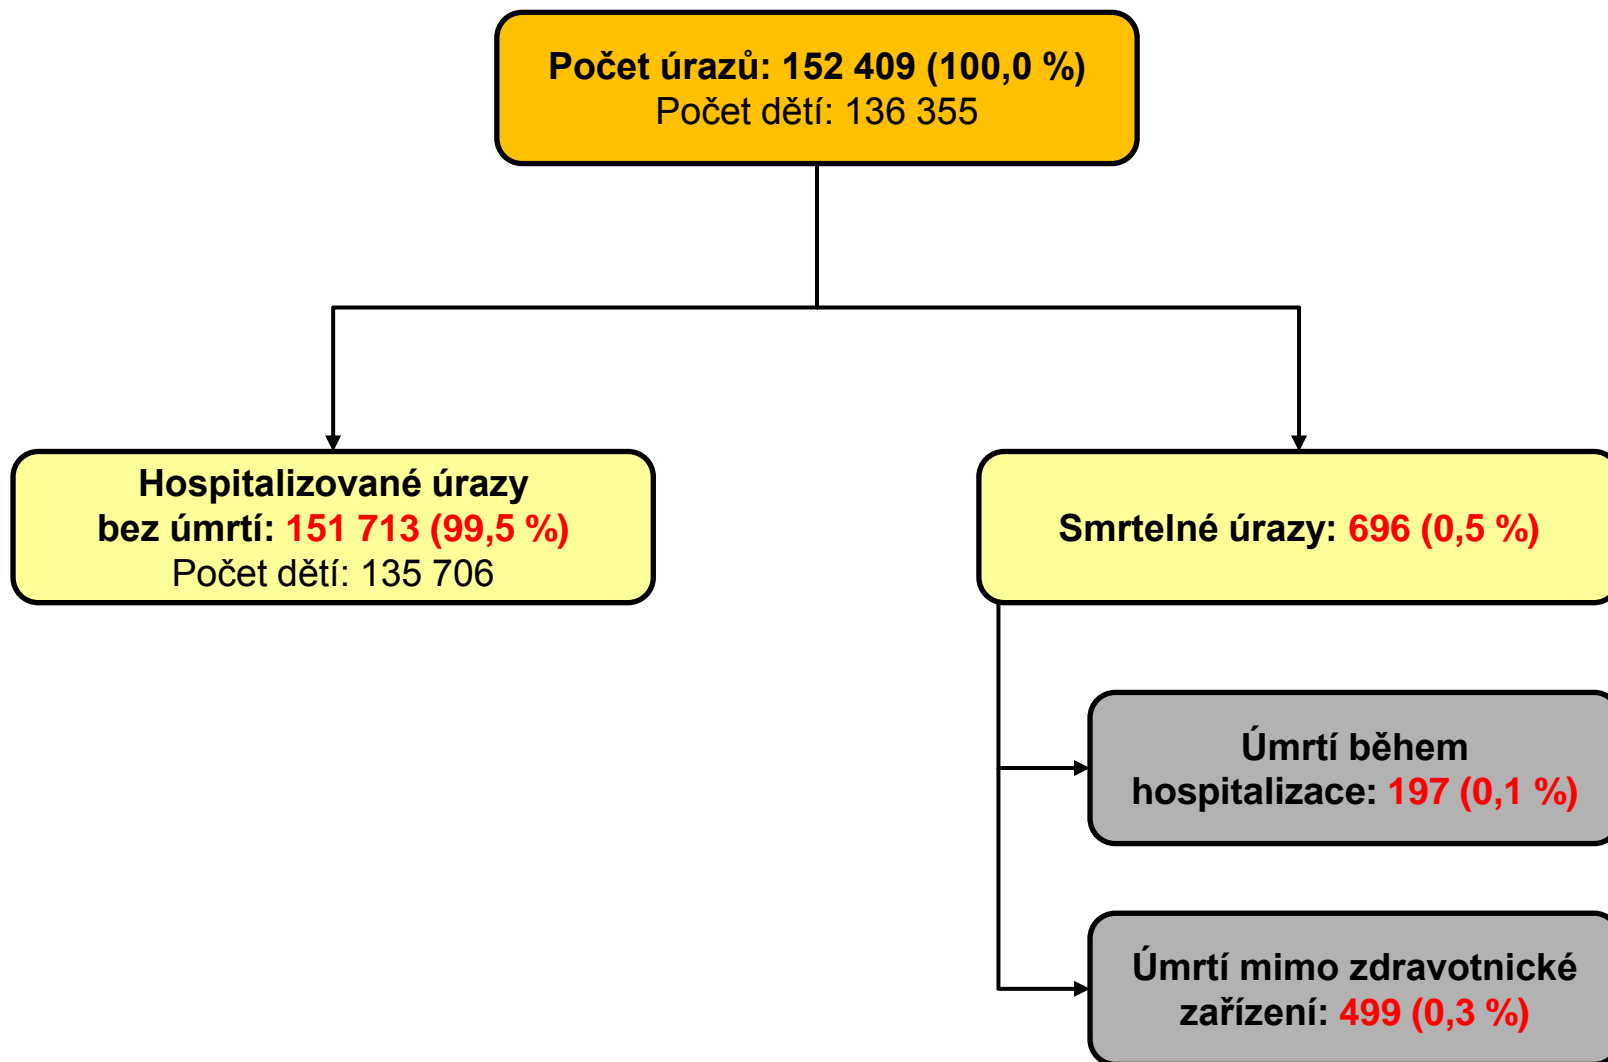 Počet úrazů: 152 409 (100,0 %)
Počet dětí: 136 355
Hospitalizované úrazy
bez úmrtí: 151 713 (99,5 %)
Počet dětí: 135 706
Smrtelné úrazy: 696 (0,5 %)
Úmrtí během
hospitalizace: 197 (0,1 %)
Úmrtí mimo zdravotnické
zařízení: 499 (0,3 %)